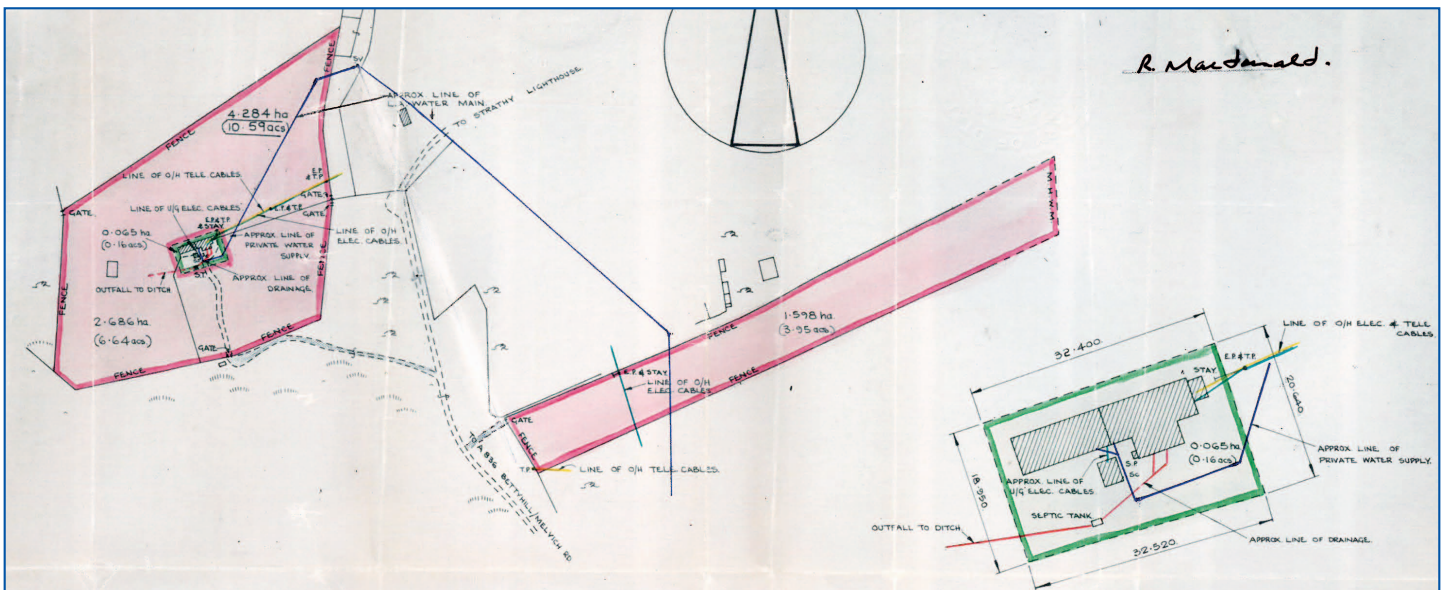 R. MacDonald.
FENCE
SV
APPROX LINE OF
L.S. WATER MAIN.
TO STRATHY LIGHTHOUSE
4·284 ha
(10·59 acs)
FENCE
LINE OF O/H TELE CABLES.
E.P.
& T.P.
GATE
LINE OF U/G ELEC. CABLES.
E.P. & T.P.
GATE
GATE
E.P. & T.P.
& STAY
0·065 ha
(0·16 acs)
APPROX. LINE OF
PRIVATE WATER
SUPPLY.
LINE OF O/H
ELEC. CABLES.
S.T.
APPROX LINE OF
DRAINAGE.
OUTFALL TO DITCH
FENCE
FENCE
2·686 ha
(6·64 acs)
GATE
FENCE
FENCE
M.H.W.M
1·598 ha
(3·95 acs)
FENCE
E.P. & STAY
LINE OF O/H
ELEC. CABLES
FENCE
GATE
FENCE
TO A 836 BETTYHILL/MELVICH RD
T.P.
LINE OF O/H TELE CABLES.
32·400
LINE OF O/H ELEC. & TELE
CABLES.
E.P. & T.P.
STAY
20·640
0·065 ha
(0·16 acs)
APPROX LINE OF
PRIVATE WATER SUPPLY.
S.P.
Sc
18·950
APPROX LINE OF
U/G ELEC. CABLES
SEPTIC TANK
OUTFALL TO DITCH
APPROX LINE OF DRAINAGE.
32·520